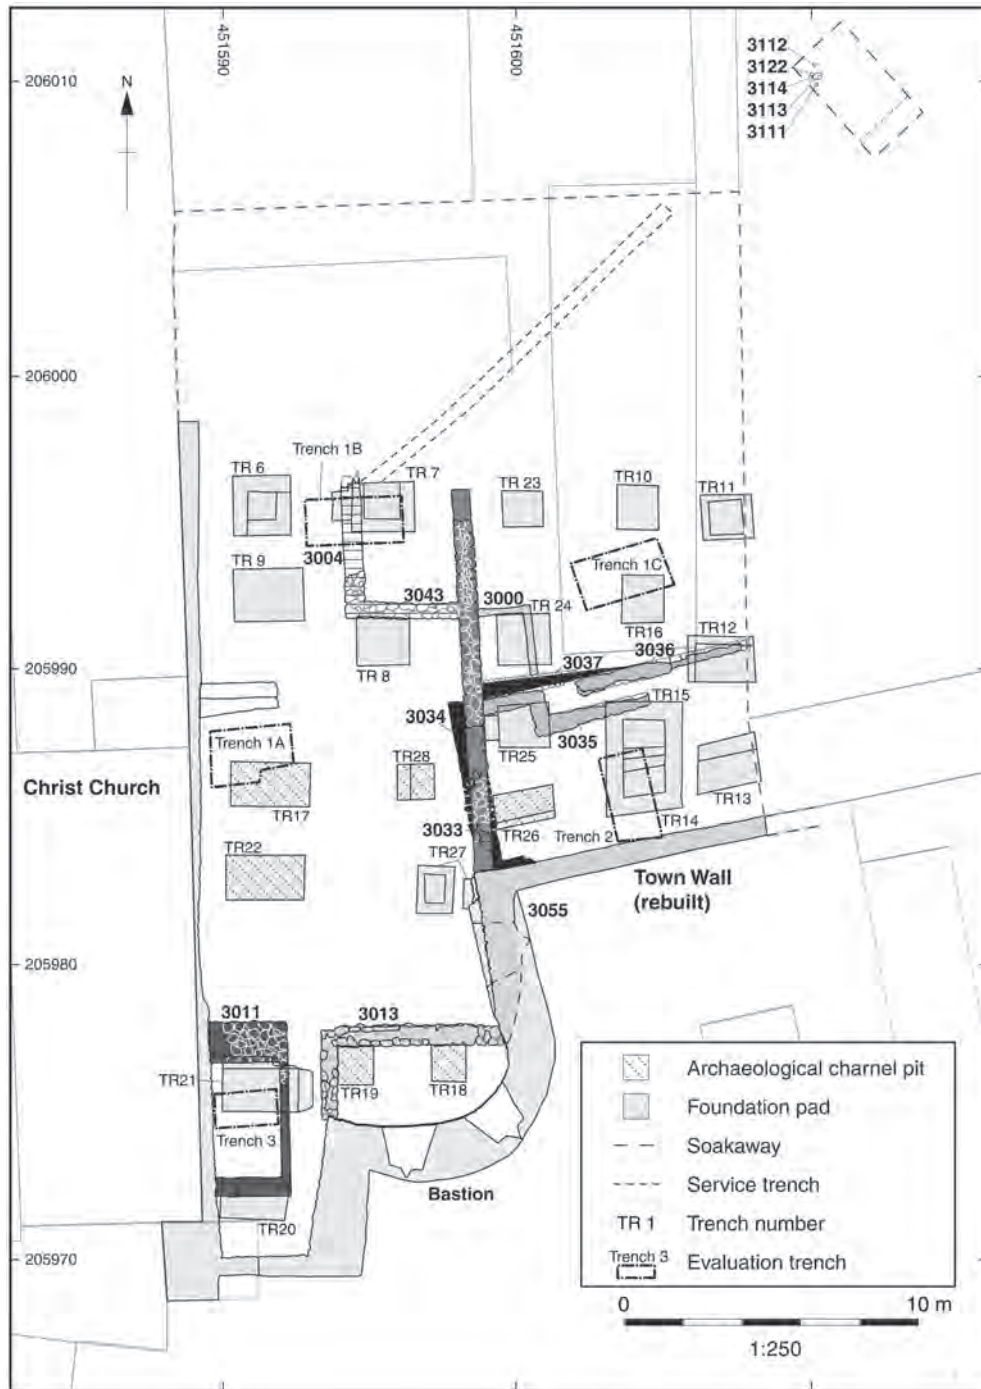 451590
451600
3112
3122
3114
3113
3111
206010
N
206000
Trench 1B
TR 6
TR 7
TR 23
TR10
TR11
3004
Trench 1C
TR 9
3043
3000
TR 24
TR16
TR12
3036
205990
TR 8
3037
TR15
3034
3035
Trench 1A
TR25
Christ Church
TR28
TR13
TR17
TR14
3033
TR26
Trench 2
TR22
TR27
Town Wall
(rebuilt)
3055
205980
3011
3013
TR21
TR19
TR18
Trench 3
Bastion
TR20
205970
Archaeological charnel pit
Foundation pad
Soakaway
Service trench
TR 1 Trench number
Trench 3 Evaluation trench
0 10 m
1:250